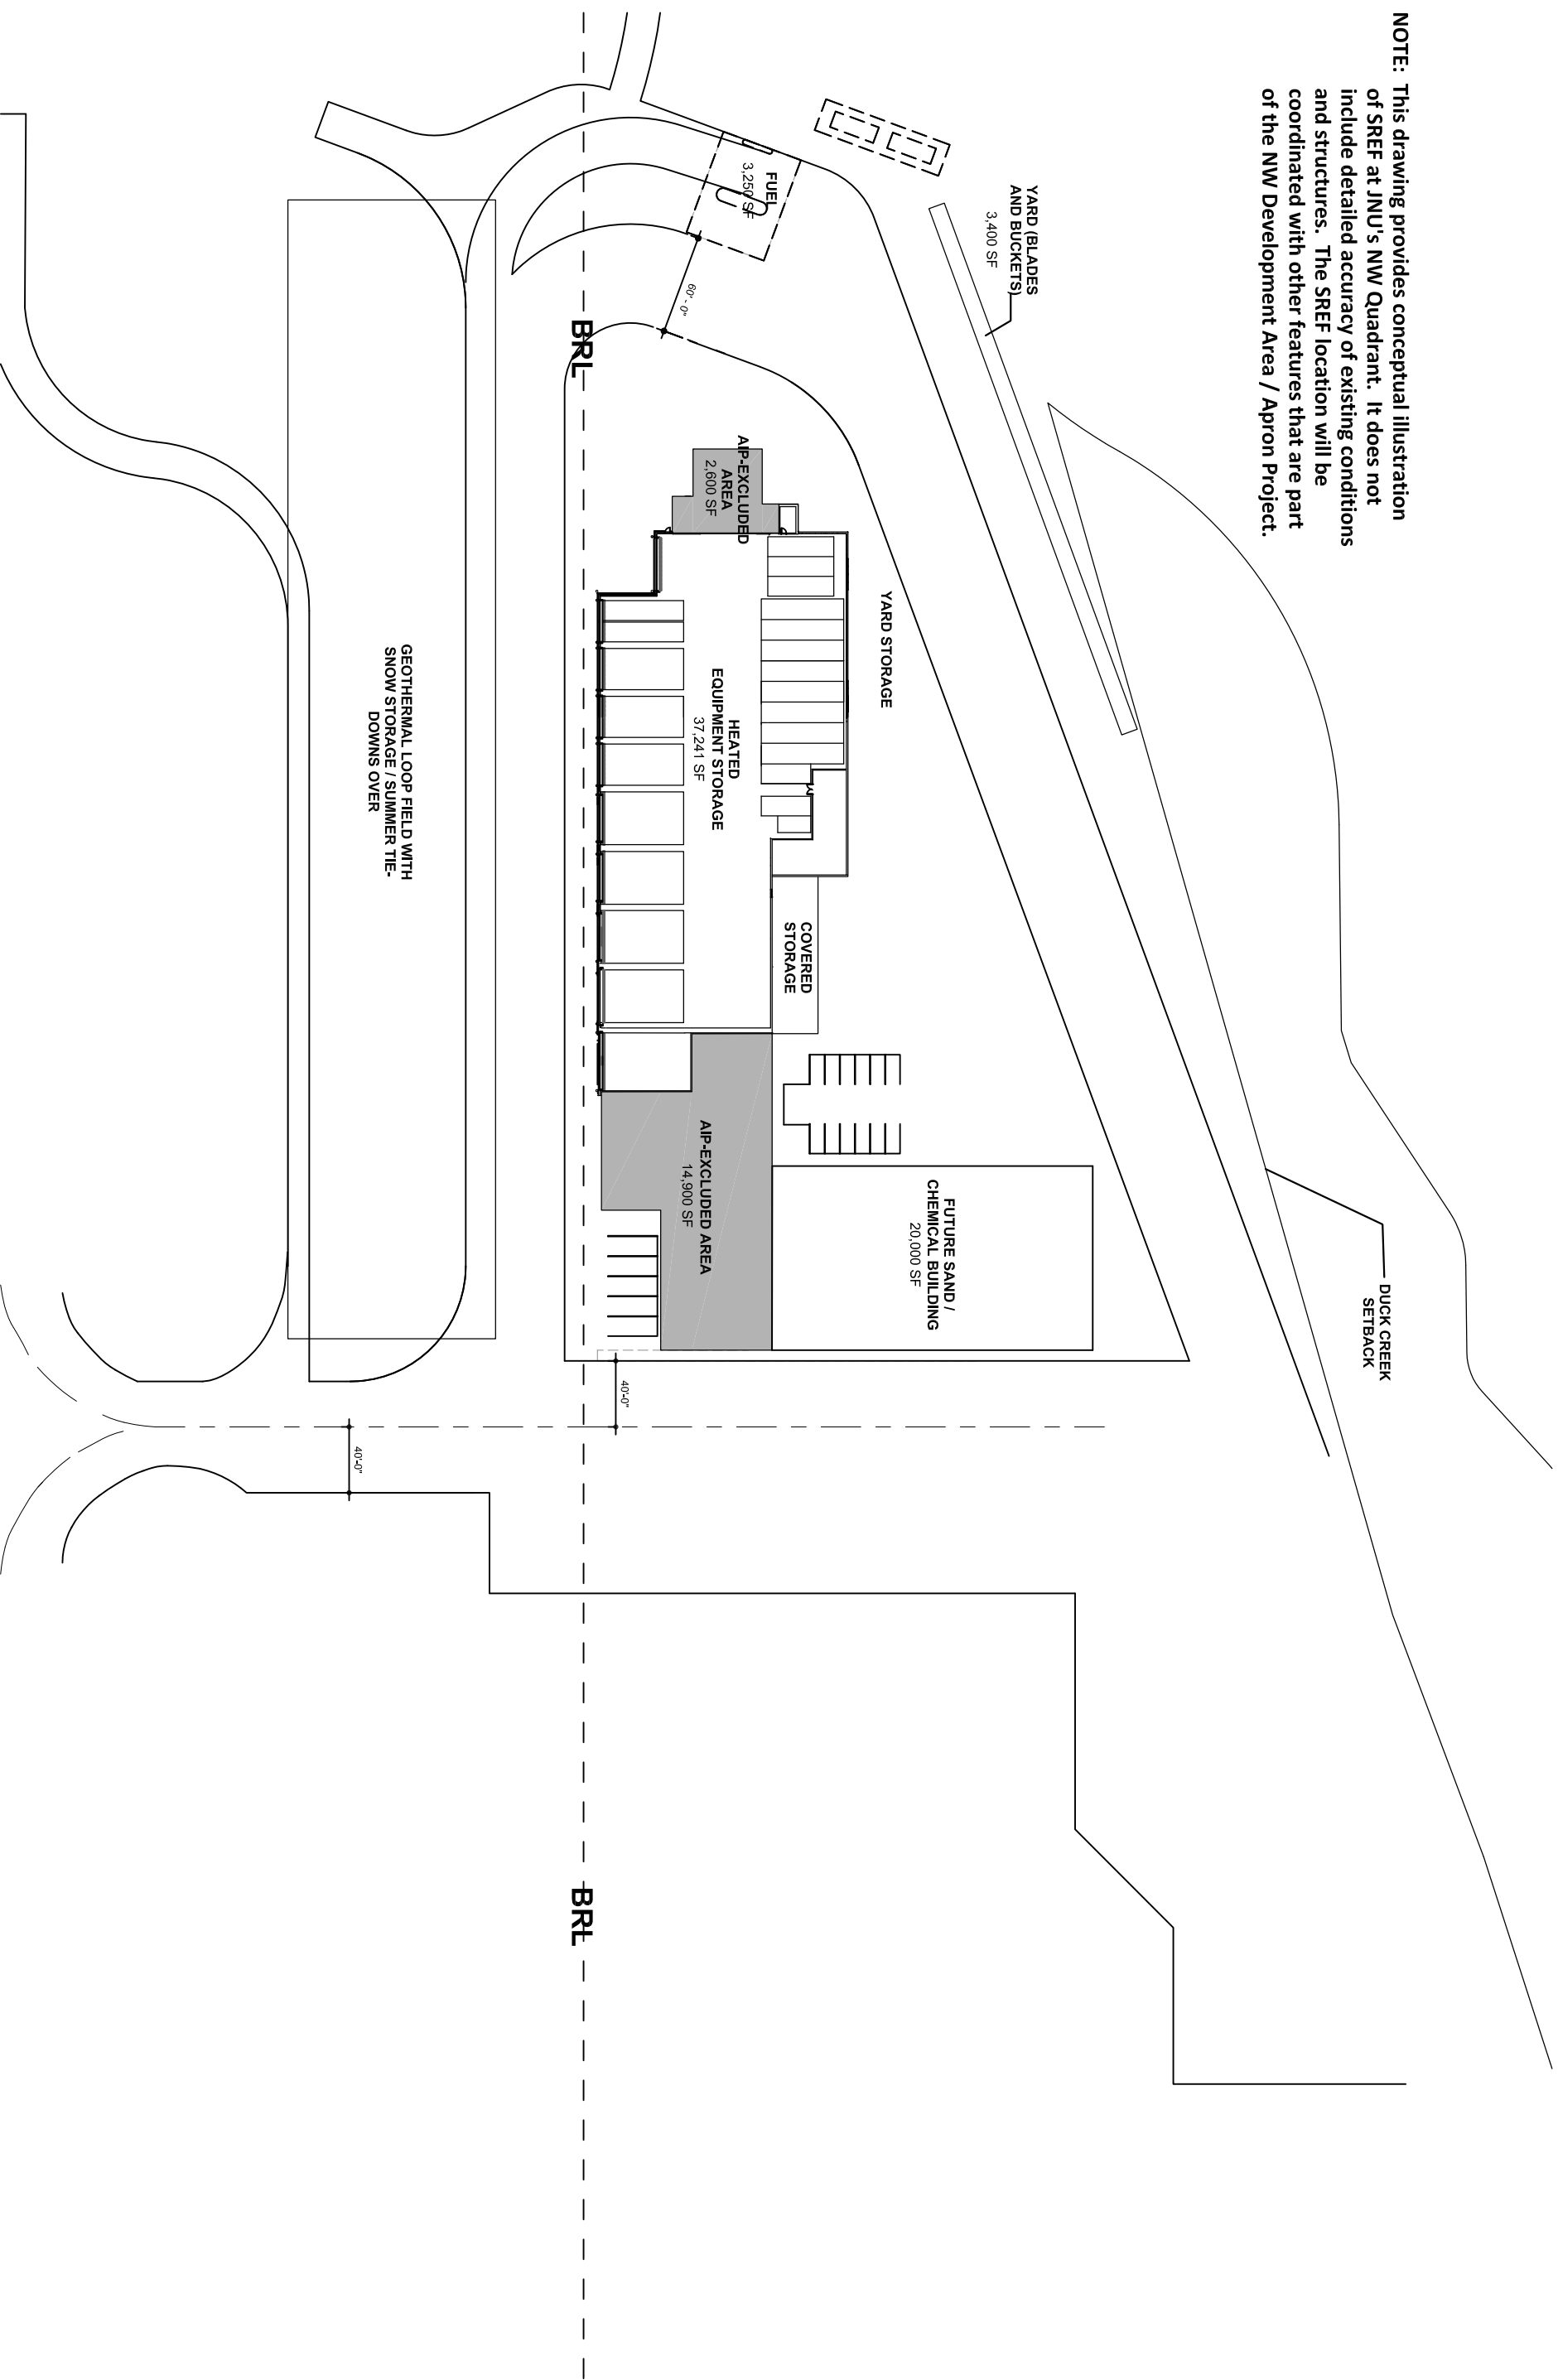 NOTE: This drawing provides conceptual illustration
of SREF at JNU's NW Quadrant. It does not
include detailed accuracy of existing conditions
and structures. The SREF location will be
coordinated with other features that are part
of the NW Development Area / Apron Project.
YARD (BLADES
AND BUCKETS)
3,400 SF
DUCK CREEK
SETBACK
FUEL
3,250 SF
60' - 0"
YARD STORAGE
AIP-EXCLUDED
AREA
2,600 SF
HEATED
EQUIPMENT STORAGE
37,241 SF
COVERED
STORAGE
FUTURE SAND /
CHEMICAL BUILDING
20,000 SF
AIP-EXCLUDED AREA
14,900 SF
BRL
BRL
40'-0"
40'-0"
GEOTHERMAL LOOP FIELD WITH
SNOW STORAGE / SUMMER TIE-
DOWNS OVER